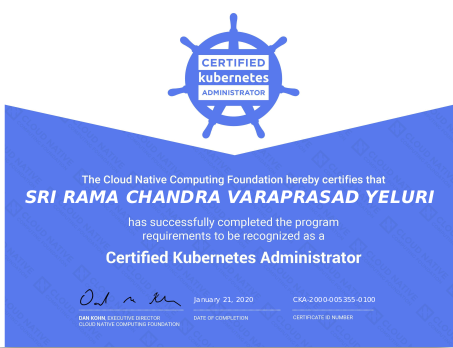 CERTIFIED
kubernetes
ADMINISTRATOR
The Cloud Native Computing Foundation hereby certifies that
SRI RAMA CHANDRA VARAPRASAD YELURI
has successfully completed the program
requirements to be recognized as a
Certified Kubernetes Administrator
January 21, 2020
CKA-2000-005355-0100
DAN KOHN, EXECUTIVE DIRECTOR
CLOUD NATIVE COMPUTING FOUNDATION
DATE OF COMPLETION
CERTIFICATE ID NUMBER